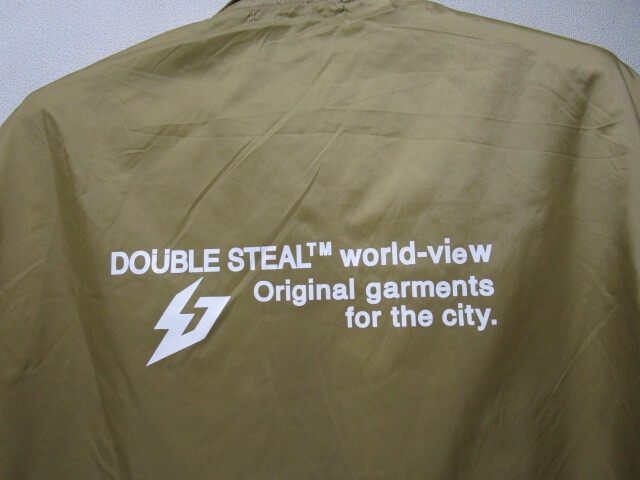 DOUBLE STEAL™ world-view
Original garments
for the city.